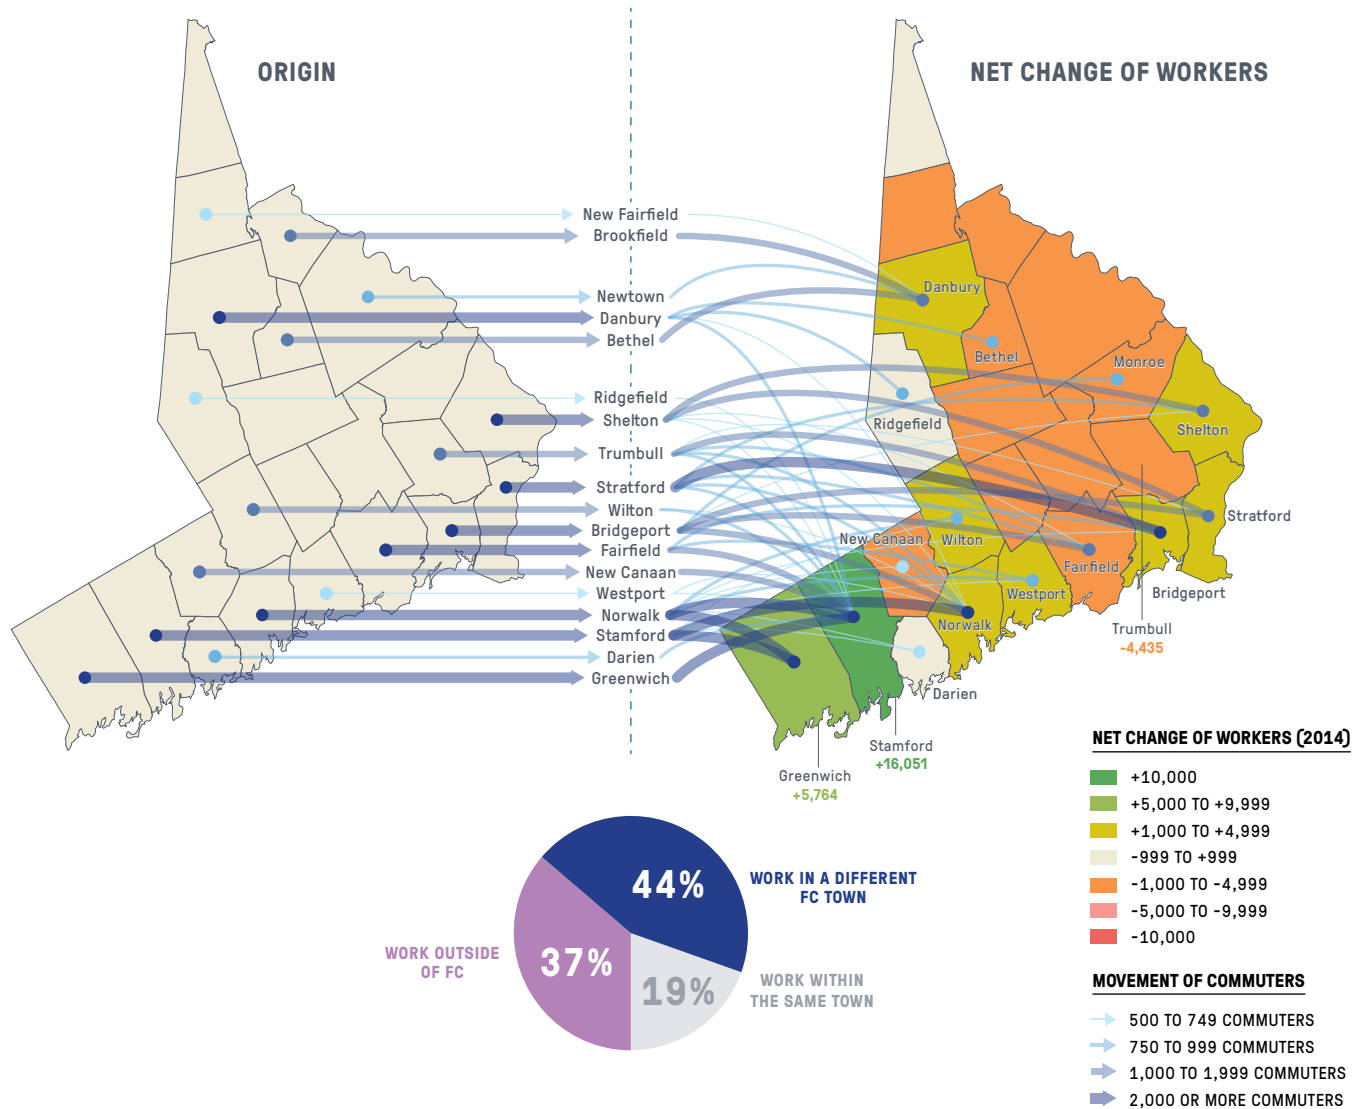 ORIGIN
NET CHANGE OF WORKERS
New Fairfield
Brookfield
Newtown
Danbury
Bethel
Ridgefield
Shelton
Trumbull
Stratford
Wilton
Bridgeport
Fairfield
New Canaan
Westport
Norwalk
Stamford
Darien
Greenwich
Danbury
Bethel
Monroe
Ridgefield
Shelton
Stratford
New Canaan
Wilton
Fairfield
Westport
Bridgeport
Norwalk
Trumbull
-4,435
Darien
Stamford
+16,051
Greenwich
+5,764
NET CHANGE OF WORKERS (2014)
+10,000
+5,000 TO +9,999
+1,000 TO +4,999
-999 TO +999
-1,000 TO -4,999
-5,000 TO -9,999
-10,000
MOVEMENT OF COMMUTERS
500 TO 749 COMMUTERS
750 TO 999 COMMUTERS
1,000 TO 1,999 COMMUTERS
2,000 OR MORE COMMUTERS
44%
WORK IN A DIFFERENT
FC TOWN
37%
WORK OUTSIDE
OF FC
19%
WORK WITHIN
THE SAME TOWN